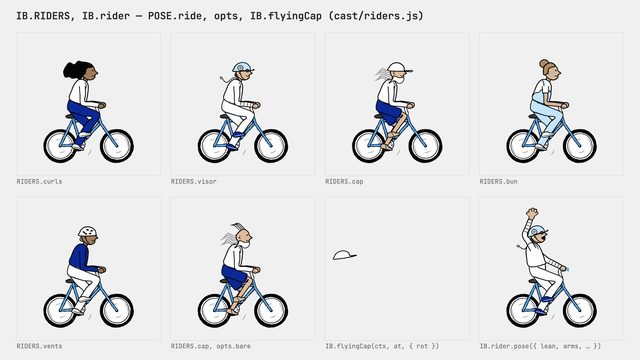 IB.RIDERS, IB.rider — POSE.ride, opts, IB.flyingCap (cast/riders.js)
RIDERS.curls
RIDERS.visor
RIDERS.cap
RIDERS.bun
RIDERS.vents
RIDERS.cap, opts.bare
IB.flyingCap(ctx, at, { rot })
IB.rider.pose({ lean, arms, … })